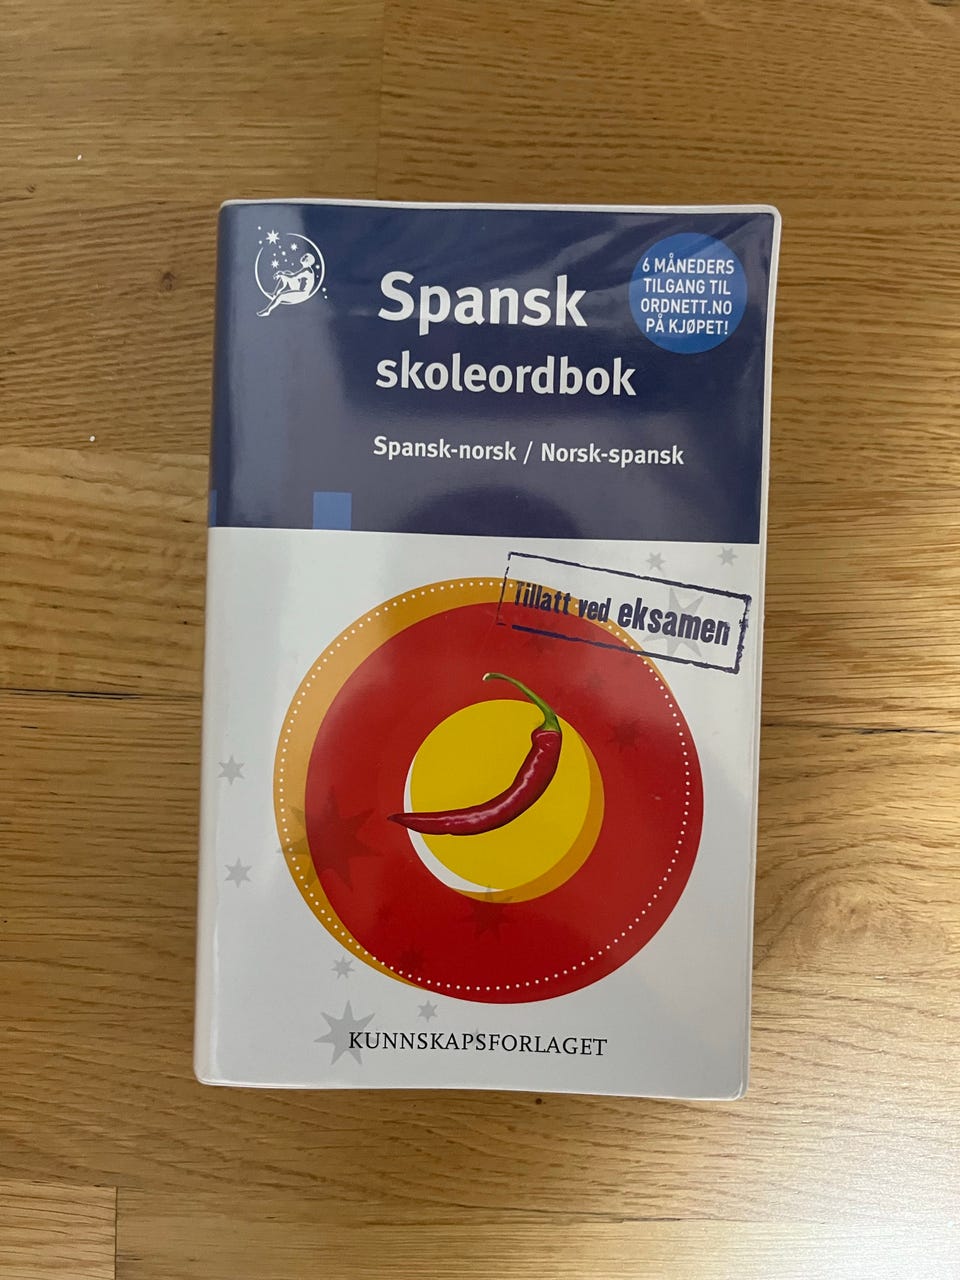 Spansk
skoleordbok
Spansk-norsk / Norsk-spansk
6 MÅNEDERS
TILGANG TIL
ORDNETT.NO
PÅ KJØPET!
Tillatt ved eksamen
KUNNSKAPSFORLAGET